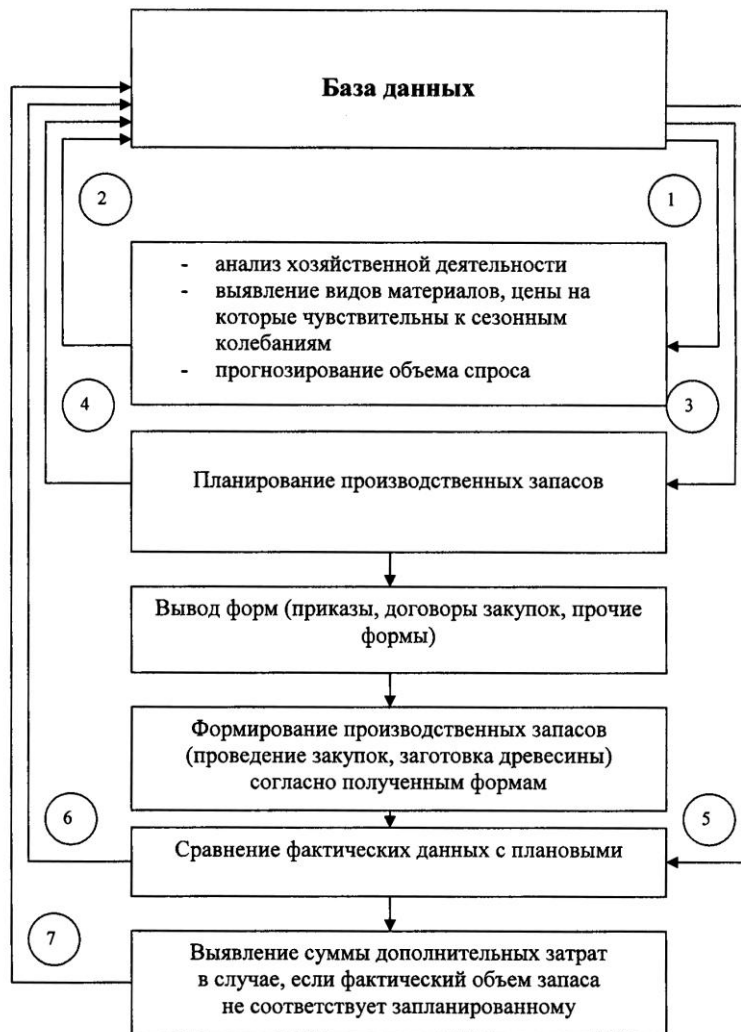 База данных
2
1
- анализ хозяйственной деятельности
- выявление видов материалов, цены на
которые чувствительны к сезонным
колебаниям
- прогнозирование объема спроса
4
3
Планирование производственных запасов
Вывод форм (приказы, договоры закупок, прочие
формы)
Формирование производственных запасов
(проведение закупок, заготовка древесины)
согласно полученным формам
6
5
Сравнение фактических данных с плановыми
7
Выявление суммы дополнительных затрат
в случае, если фактический объем запаса
не соответствует запланированному